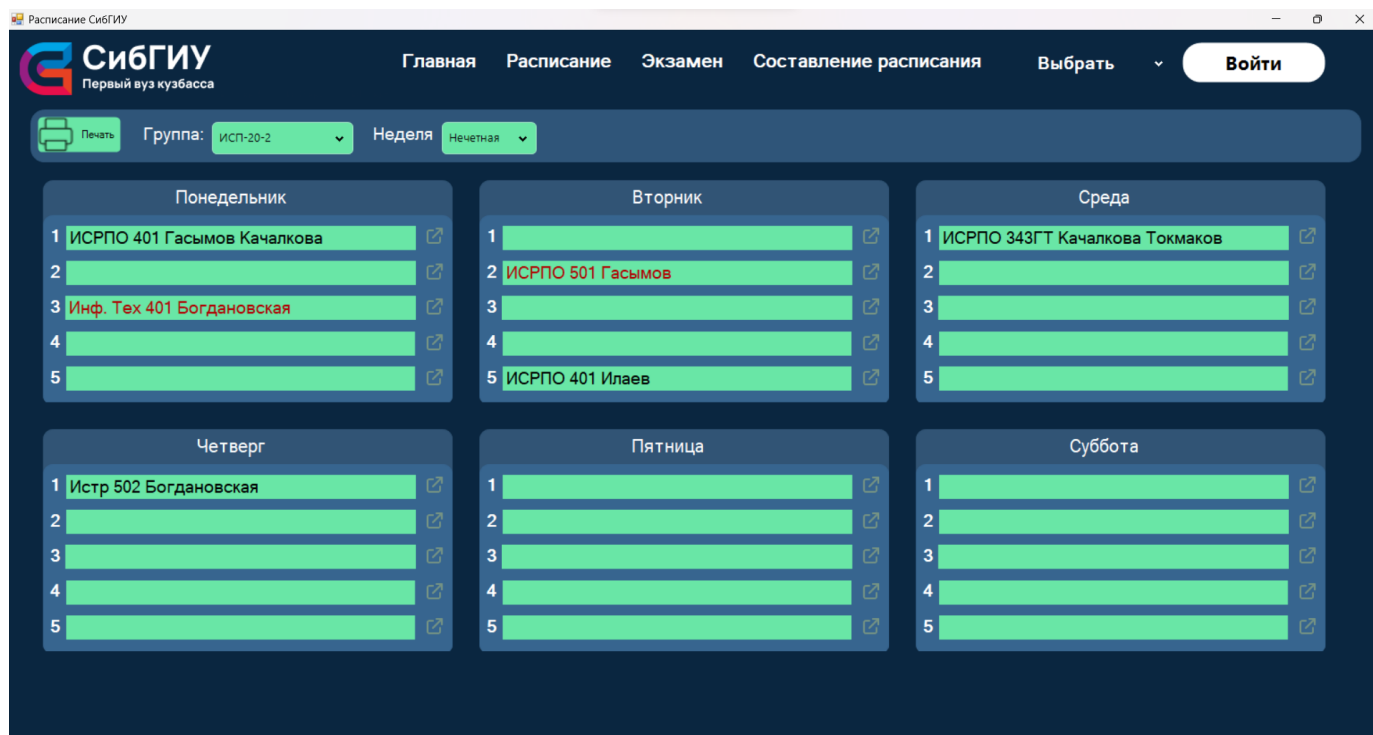 Расписание СибГИУ
СибГИУ
Первый вуз кузбасса
Главная Расписание Экзамен Составление расписания Выбрать Войти
Печать Группа: ИСП-20-2 Неделя Нечетная
Понедельник
1 ИСРПО 401 Гасымов Качалкова
2
3 Инф. Тех 401 Богдановская
4
5
Вторник
1
2 ИСРПО 501 Гасымов
3
4
5 ИСРПО 401 Илаев
Среда
1 ИСРПО 343ГТ Качалкова Токмаков
2
3
4
5
Четверг
1 Истр 502 Богдановская
2
3
4
5
Пятница
1
2
3
4
5
Суббота
1
2
3
4
5